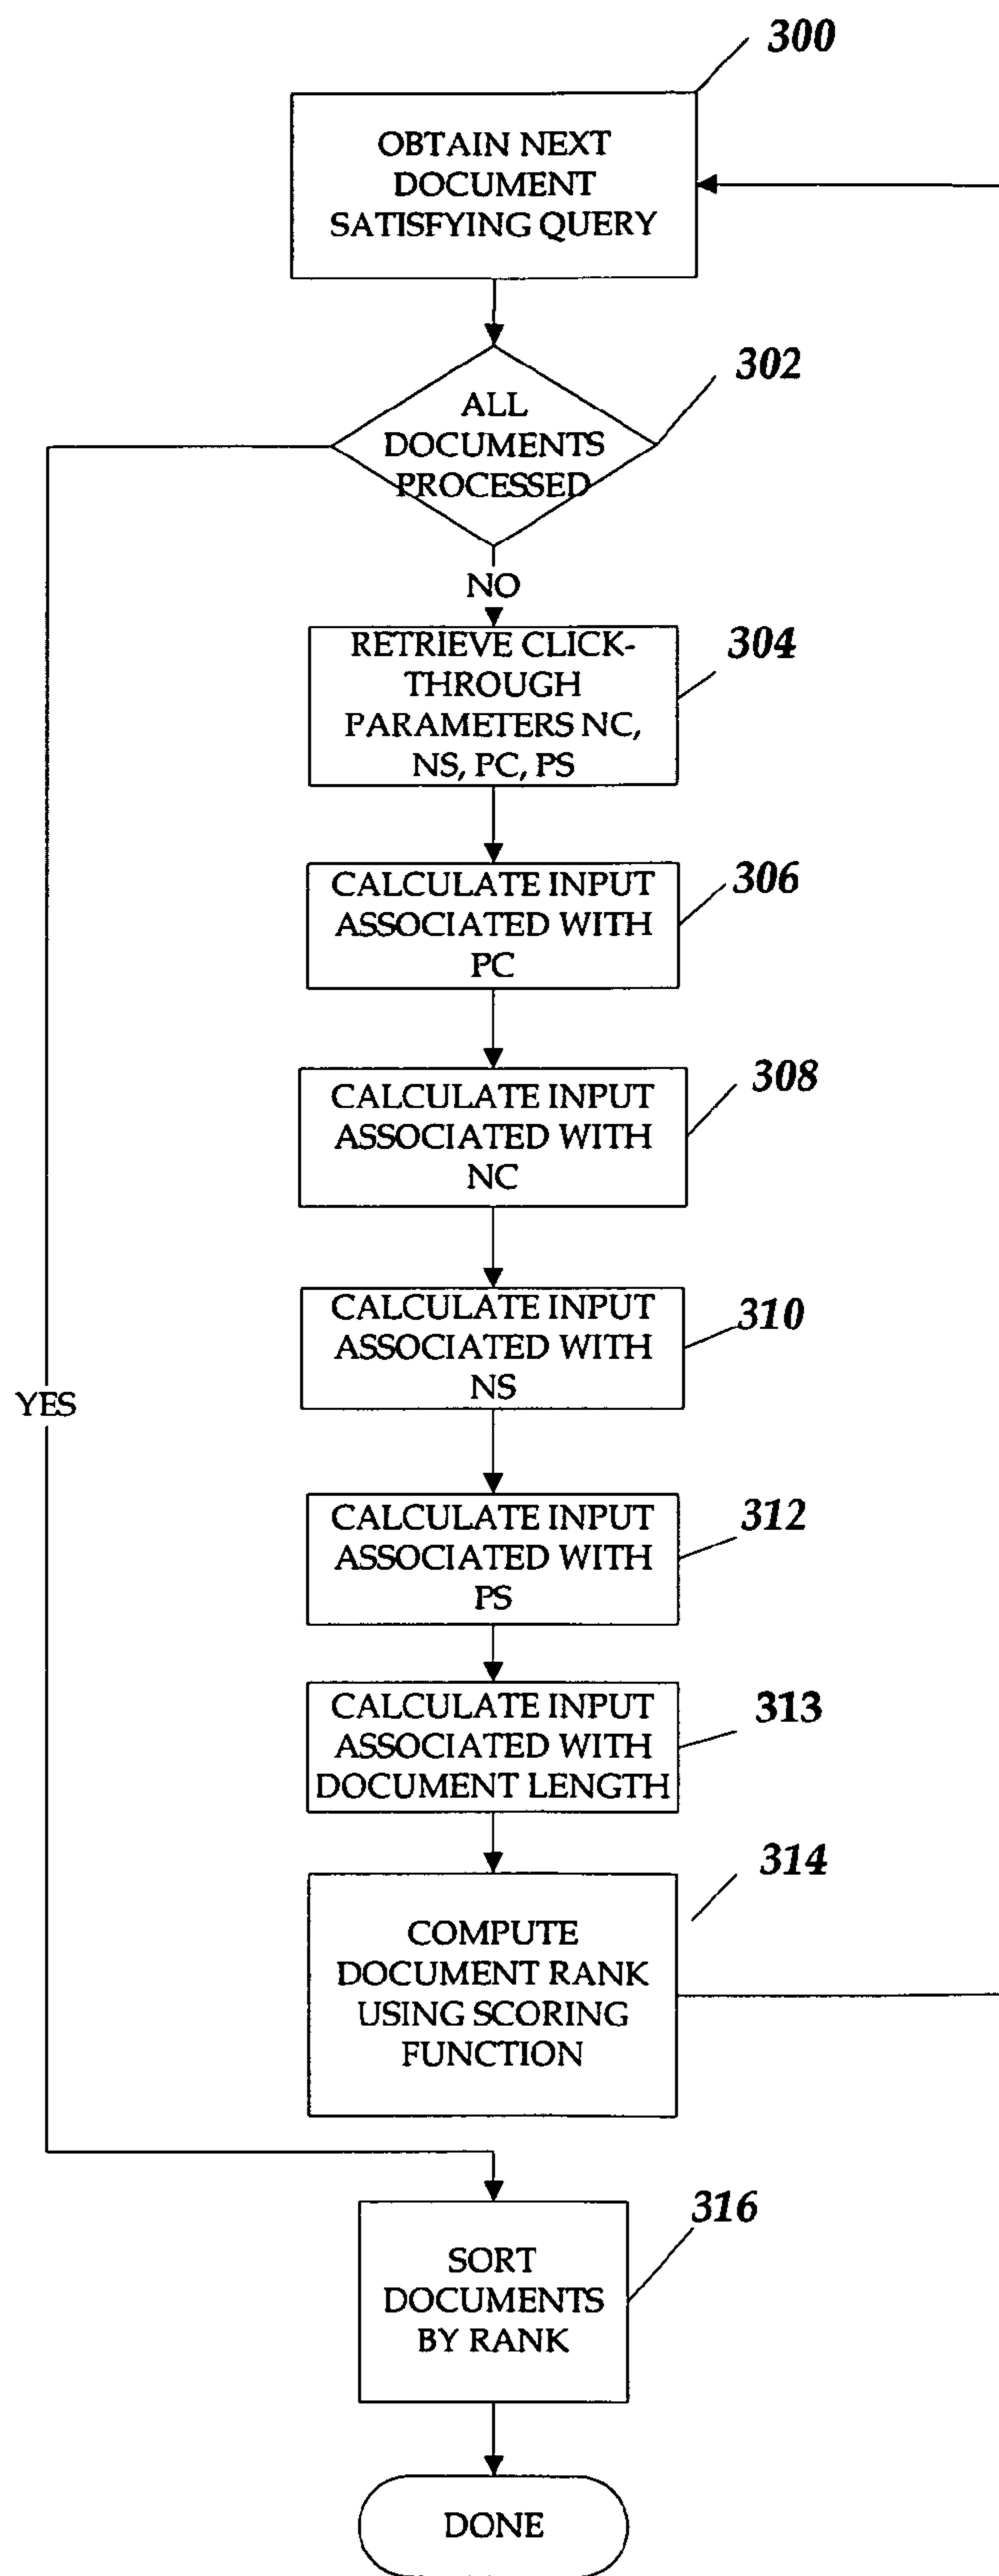 300
OBTAIN NEXT
DOCUMENT
SATISFYING QUERY
302
ALL
DOCUMENTS
PROCESSED
NO
304
RETRIEVE CLICK-
THROUGH
PARAMETERS NC,
NS, PC, PS
306
CALCULATE INPUT
ASSOCIATED WITH
PC
308
CALCULATE INPUT
ASSOCIATED WITH
NC
310
CALCULATE INPUT
ASSOCIATED WITH
NS
YES
312
CALCULATE INPUT
ASSOCIATED WITH
PS
313
CALCULATE INPUT
ASSOCIATED WITH
DOCUMENT LENGTH
314
COMPUTE
DOCUMENT RANK
USING SCORING
FUNCTION
316
SORT
DOCUMENTS
BY RANK
DONE